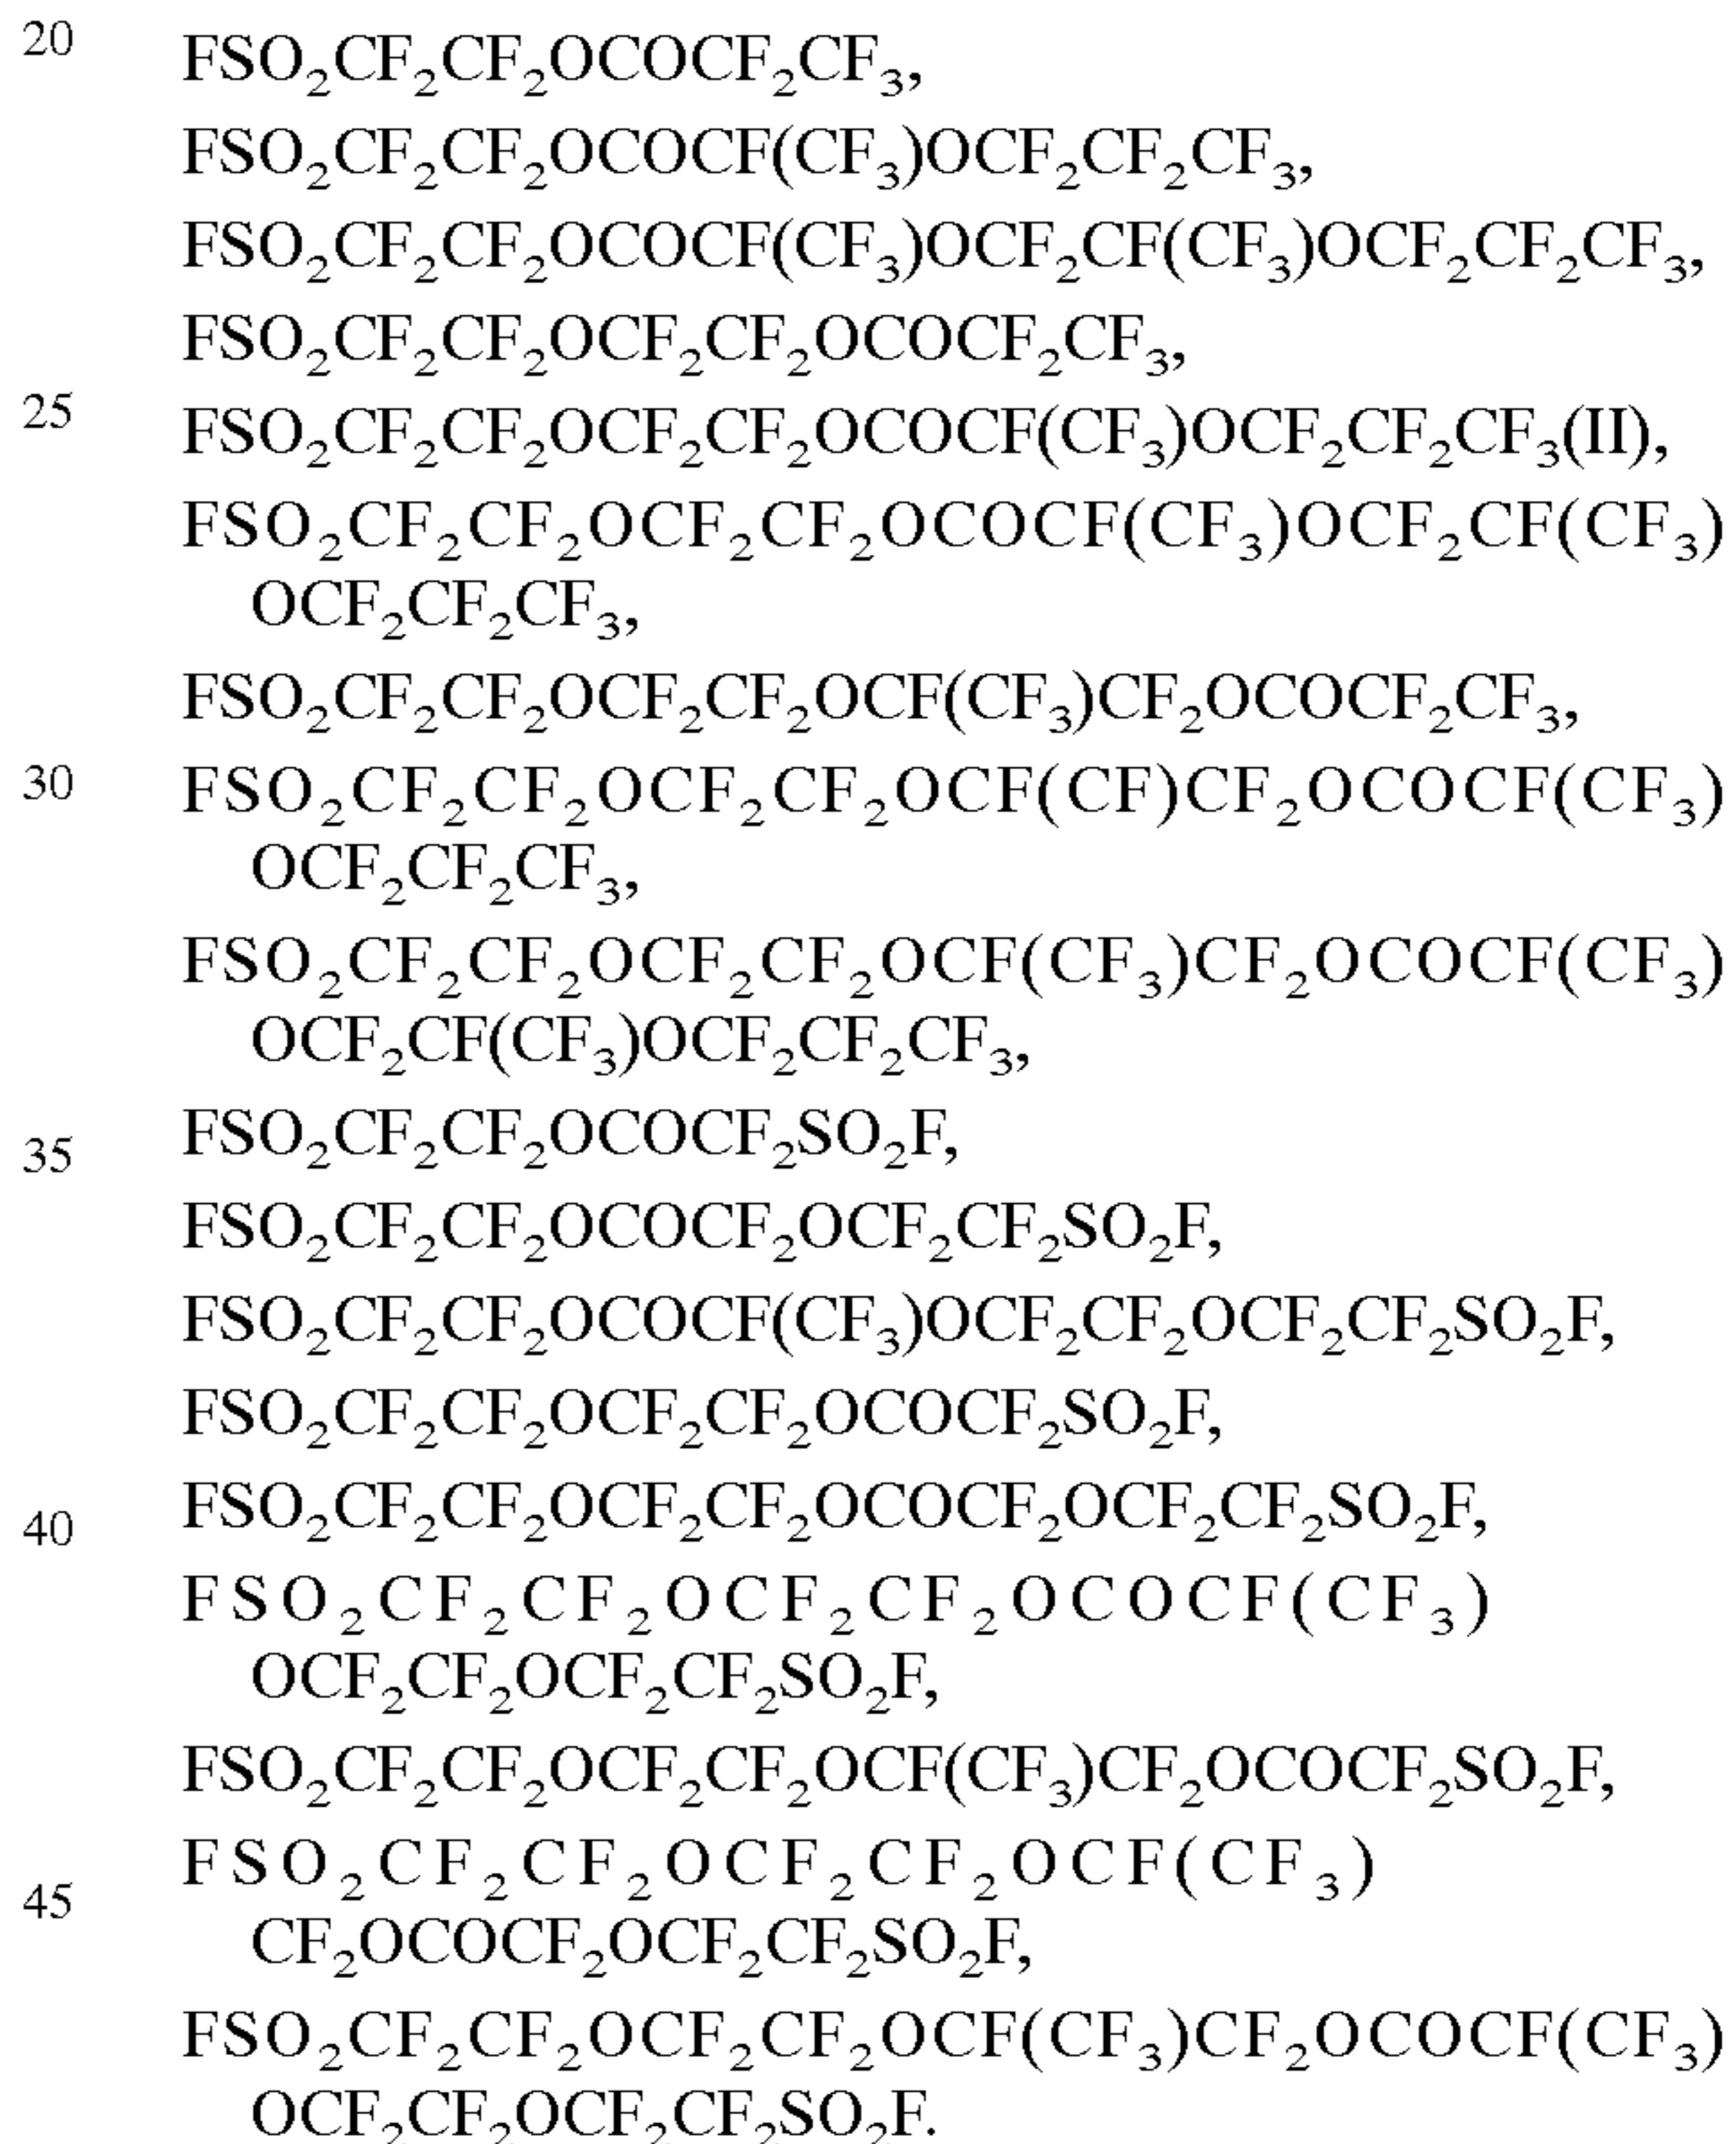 20 FSO₂CF₂CF₂OCOCF₂CF₃,
FSO₂CF₂CF₂OCOCF(CF₃)OCF₂CF₂CF₃,
FSO₂CF₂CF₂OCOCF(CF₃)OCF₂CF(CF₃)OCF₂CF₂CF₃,
FSO₂CF₂CF₂OCF₂CF₂OCOCF₂CF₃,
25 FSO₂CF₂CF₂OCF₂CF₂OCOCF(CF₃)OCF₂CF₂CF₃(II),
FSO₂CF₂CF₂OCF₂CF₂OCOCF(CF₃)OCF₂CF(CF₃)
OCF₂CF₂CF₃,
FSO₂CF₂CF₂OCF₂CF₂OCF(CF₃)CF₂OCOCF₂CF₃,
30 FSO₂CF₂CF₂OCF₂CF₂OCF(CF)CF₂OCOCF(CF₃)
OCF₂CF₂CF₃,
FSO₂CF₂CF₂OCF₂CF₂OCF(CF₃)CF₂OCOCF(CF₃)
OCF₂CF(CF₃)OCF₂CF₂CF₃,
35 FSO₂CF₂CF₂OCOCF₂SO₂F,
FSO₂CF₂CF₂OCOCF₂OCF₂CF₂SO₂F,
FSO₂CF₂CF₂OCOCF(CF₃)OCF₂CF₂OCF₂CF₂SO₂F,
FSO₂CF₂CF₂OCF₂CF₂OCOCF₂SO₂F,
40 FSO₂CF₂CF₂OCF₂CF₂OCOCF₂OCF₂CF₂SO₂F,
FSO₂CF₂CF₂OCF₂CF₂OCOCF(CF₃)
OCF₂CF₂OCF₂CF₂SO₂F,
FSO₂CF₂CF₂OCF₂CF₂OCF(CF₃)CF₂OCOCF₂SO₂F,
45 FSO₂CF₂CF₂OCF₂CF₂OCF(CF₃)
CF₂OCOCF₂OCF₂CF₂SO₂F,
FSO₂CF₂CF₂OCF₂CF₂OCF(CF₃)CF₂OCOCF(CF₃)
OCF₂CF₂OCF₂CF₂SO₂F.